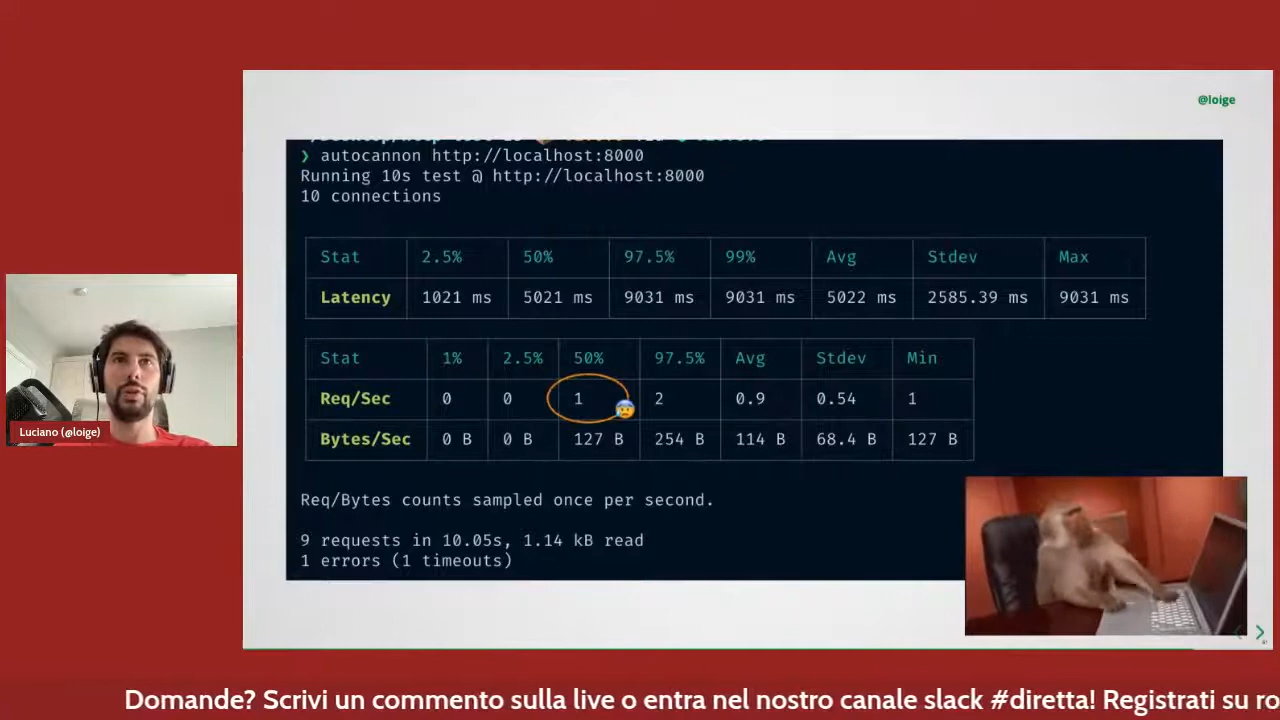 @loige
❯ autocannon http://localhost:8000
Running 10s test @ http://localhost:8000
10 connections
Stat 2.5% 50% 97.5% 99% Avg Stdev Max
Latency 1021 ms 5021 ms 9031 ms 9031 ms 5022 ms 2585.39 ms 9031 ms
Stat 1% 2.5% 50% 97.5% Avg Stdev Min
Req/Sec 0 0 1 2 0.9 0.54 1
Bytes/Sec 0 B 0 B 127 B 254 B 114 B 68.4 B 127 B
Req/Bytes counts sampled once per second.
9 requests in 10.05s, 1.14 kB read
1 errors (1 timeouts)
Luciano (@loige)
Domande? Scrivi un commento sulla live o entra nel nostro canale slack #diretta! Registrati su ro